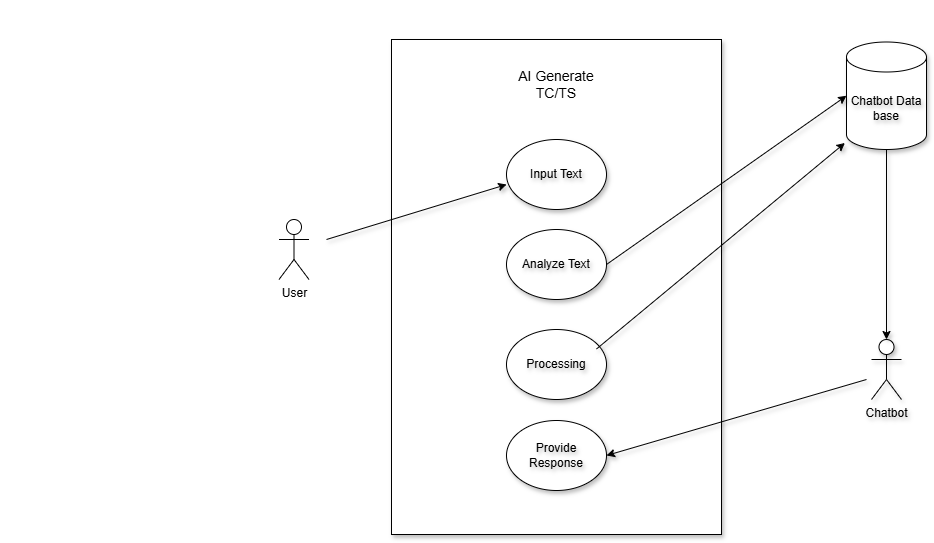 AI Generate
TC/TS
Chatbot Data
base
Input Text
Analyze Text
User
Processing
Chatbot
Provide
Response